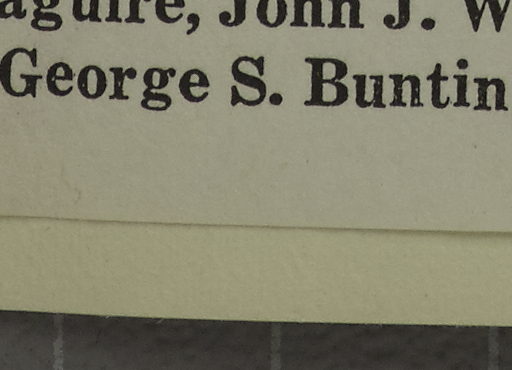 aguire, John J. W
George S. Buntin